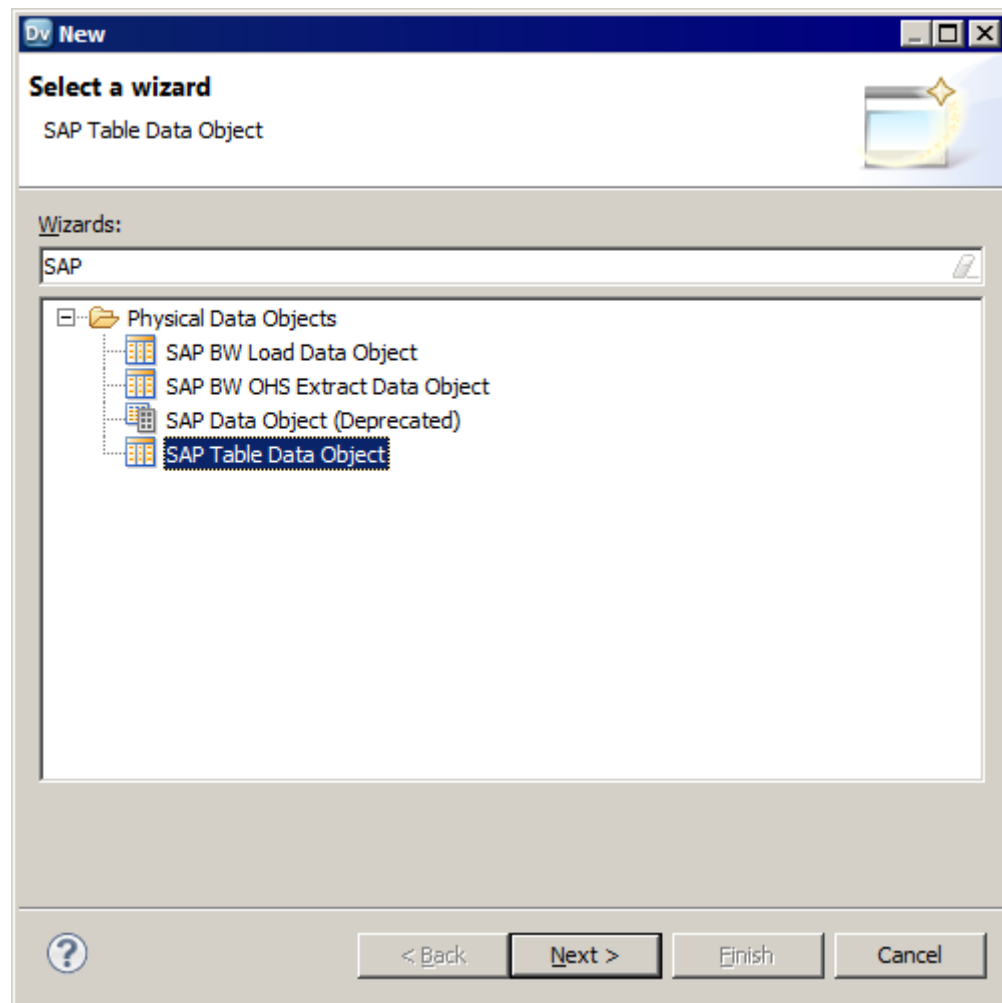 Dv New
Select a wizard
SAP Table Data Object
Wizards:
SAP
Physical Data Objects
SAP BW Load Data Object
SAP BW OHS Extract Data Object
SAP Data Object (Deprecated)
SAP Table Data Object
? < Back Next > Finish Cancel